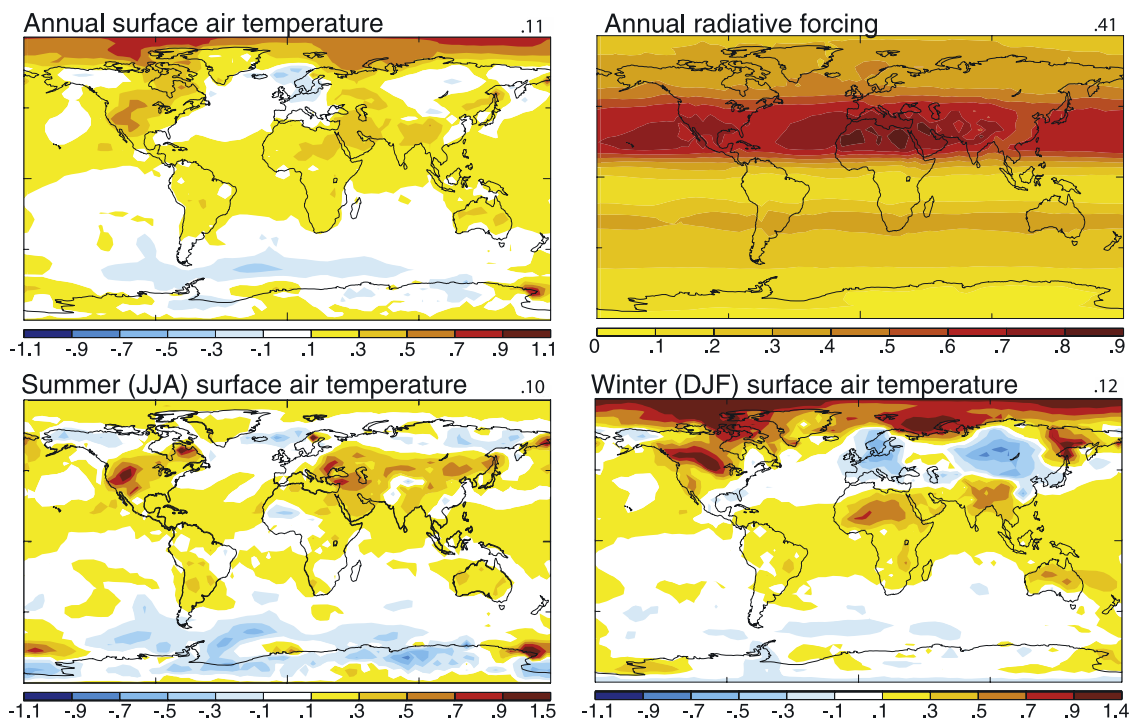 Annual surface air temperature .11
Annual radiative forcing .41
-1.1 -.9 -.7 -.5 -.3 -.1 .1 .3 .5 .7 .9 1.1
0 .1 .2 .3 .4 .5 .6 .7 .8 .9
Summer (JJA) surface air temperature .10
Winter (DJF) surface air temperature .12
-1.1 -.9 -.7 -.5 -.3 -.1 .1 .3 .5 .7 .9 1.5
-1.1 -.9 -.7 -.5 -.3 -.1 .1 .3 .5 .7 .9 1.4